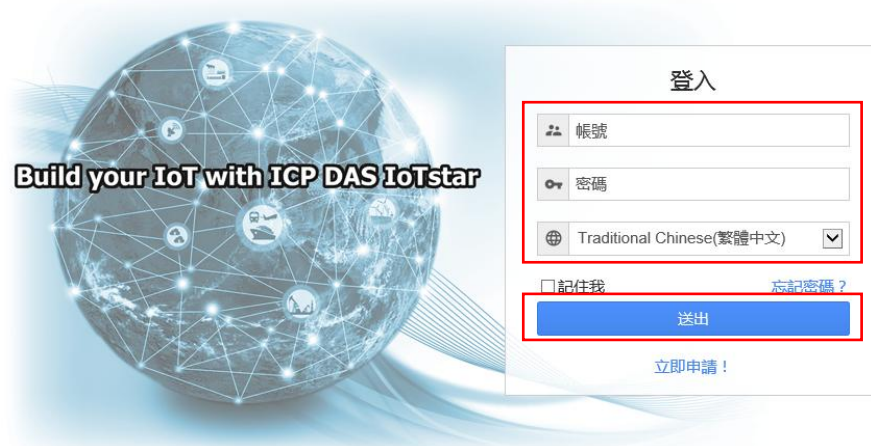 登入
帳號
Build your IoT with ICP DAS IoTstar
密碼
Traditional Chinese(繁體中文)
記住我 忘記密碼？
送出
立即申請！